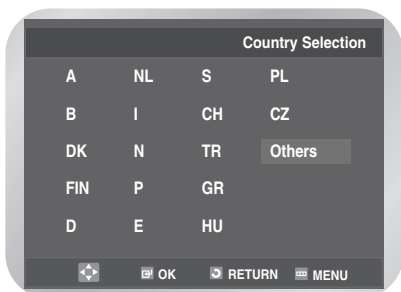 Country Selection
A NL S PL
B I CH CZ
DK N TR Others
FIN P GR
D E HU
OK RETURN MENU